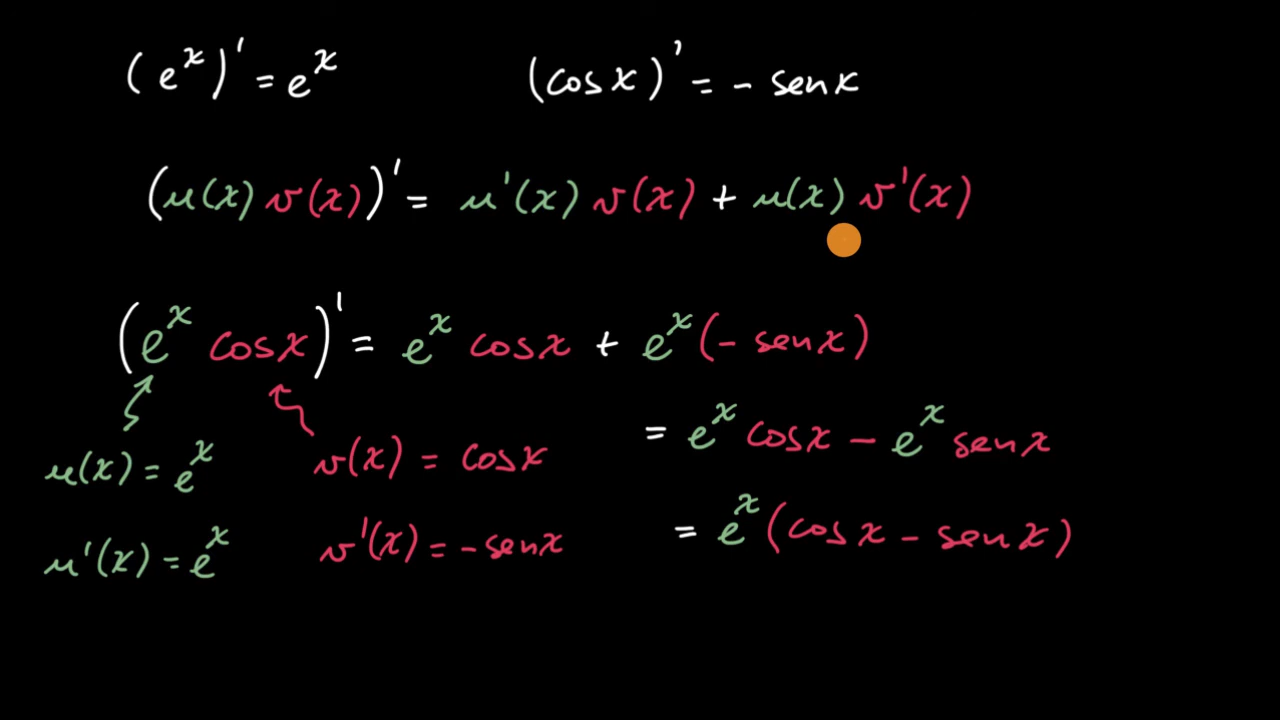 (e^x)' = e^x (cos x)' = - sen x
(u(x) v(x))' = u'(x) v(x) + u(x) v'(x)
(e^x cos x)' = e^x cos x + e^x (- sen x)
= e^x cos x - e^x sen x
= e^x (cos x - sen x)
u(x) = e^x v(x) = cos x
u'(x) = e^x v'(x) = - sen x